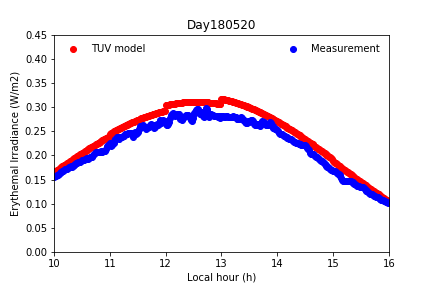 Day180520
TUV model
Measurement
Erythemal Irradiance (W/m2)
0.45
0.40
0.35
0.30
0.25
0.20
0.15
0.10
0.05
0.00
10 11 12 13 14 15 16
Local hour (h)